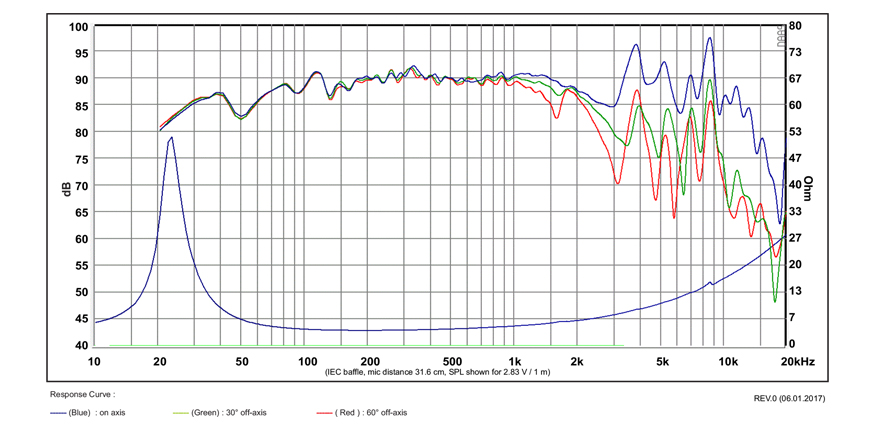 100 80
95 73
90 67
85 60
80 53
75 47
70 40
65 33
60 27
55 20
50 13
45 7
40 0
dB
Ohm
10 20 50 100 200 500 1k 2k 5k 10k 20kHz
(IEC baffle, mic distance 31.6 cm, SPL shown for 2.83 V / 1 m)
Response Curve :
REV.0 (06.01.2017)
(Blue) : on axis (Green) : 30° off-axis ( Red ) : 60° off-axis